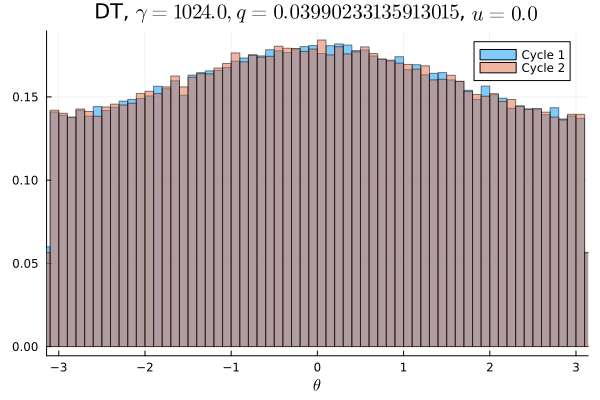 DT, γ = 1024.0, q = 0.03990233135913015, u = 0.0
Cycle 1
Cycle 2
0.15
0.10
0.05
0.00
−3 −2 −1 0 1 2 3
θ